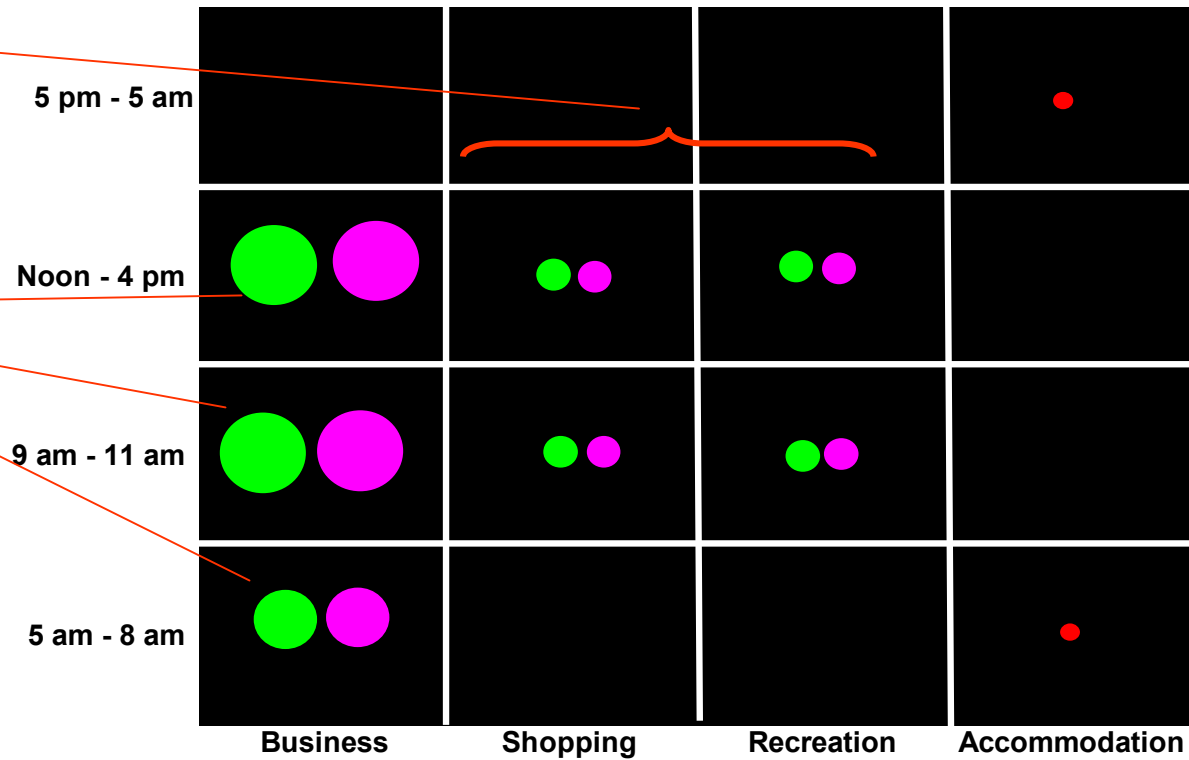 5 pm - 5 am
Noon - 4 pm
9 am - 11 am
5 am - 8 am
Business Shopping Recreation Accommodation